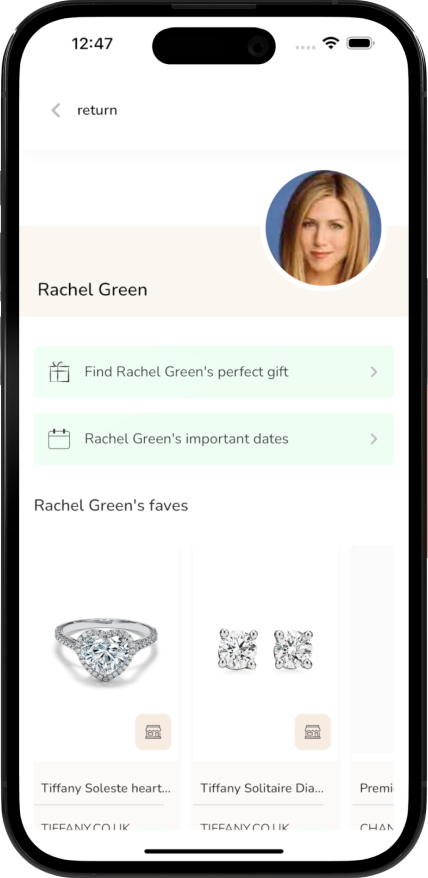 12:47
return
Rachel Green
Find Rachel Green's perfect gift
Rachel Green's important dates
Rachel Green's faves
Tiffany Soleste heart... Tiffany Solitaire Dia... Premi
TIFFANY.CO.UK TIFFANY.CO.UK CHAN